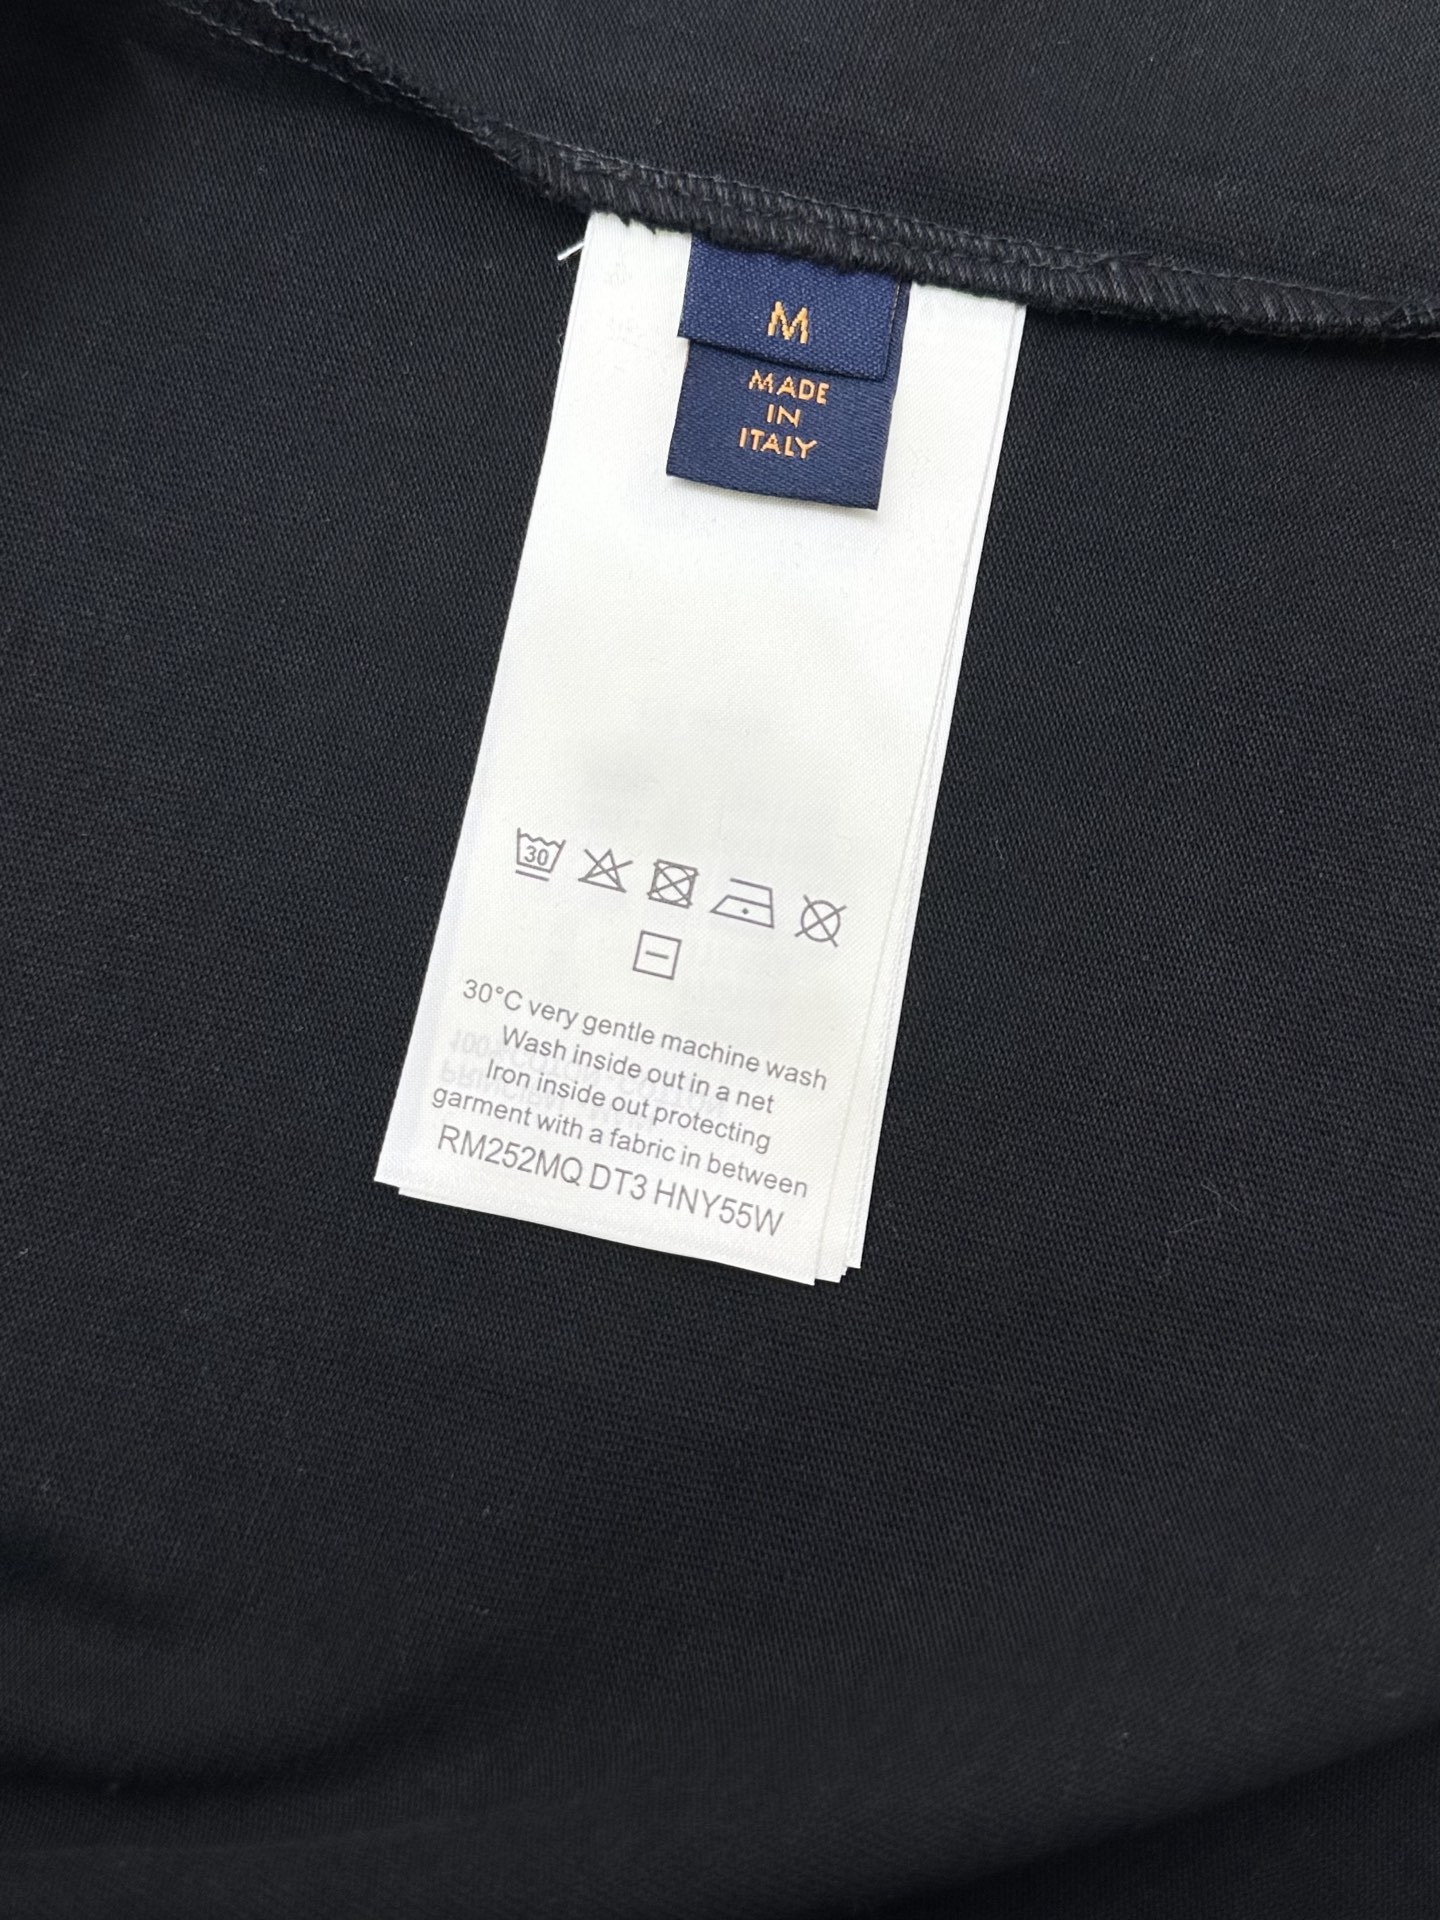 M
MADE
IN
ITALY
30
30°C very gentle machine wash
Wash inside out in a net
Iron inside out protecting
garment with a fabric in between
RM252MQ DT3 HNY55W